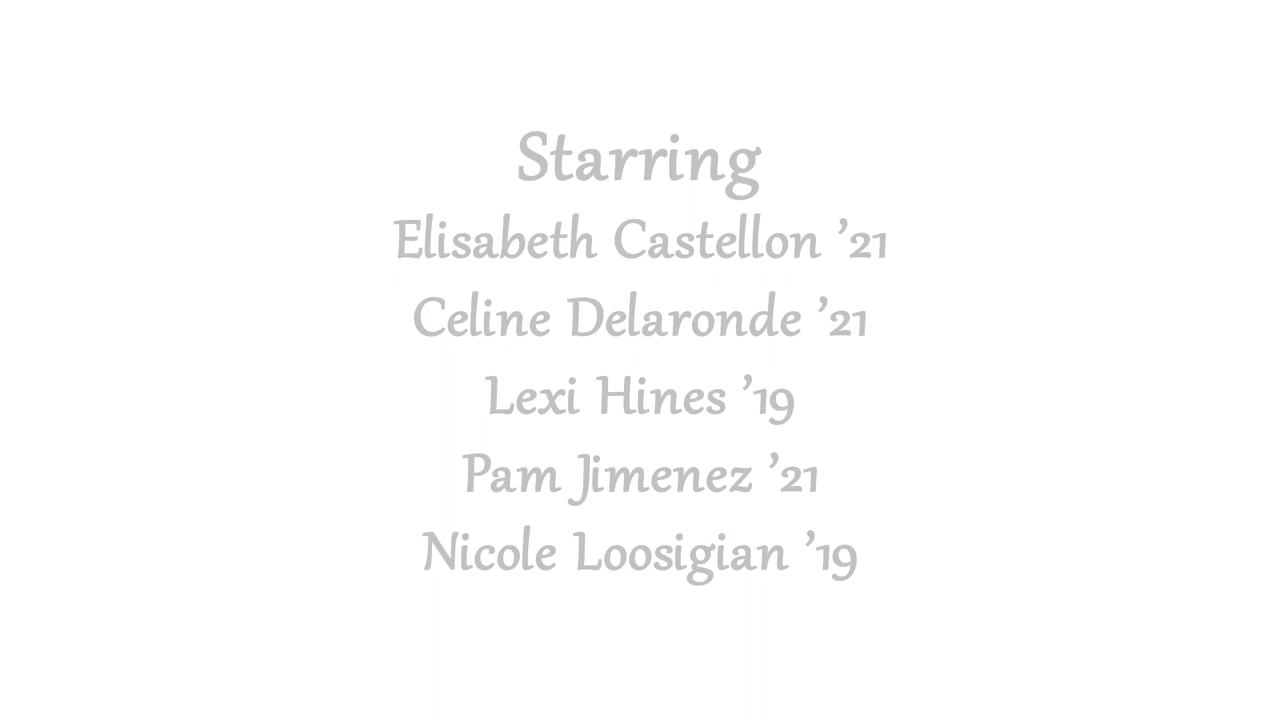 Starring
Elisabeth Castellon ’21
Celine Delaronde ’21
Lexi Hines ’19
Pam Jimenez ’21
Nicole Loosigian ’19